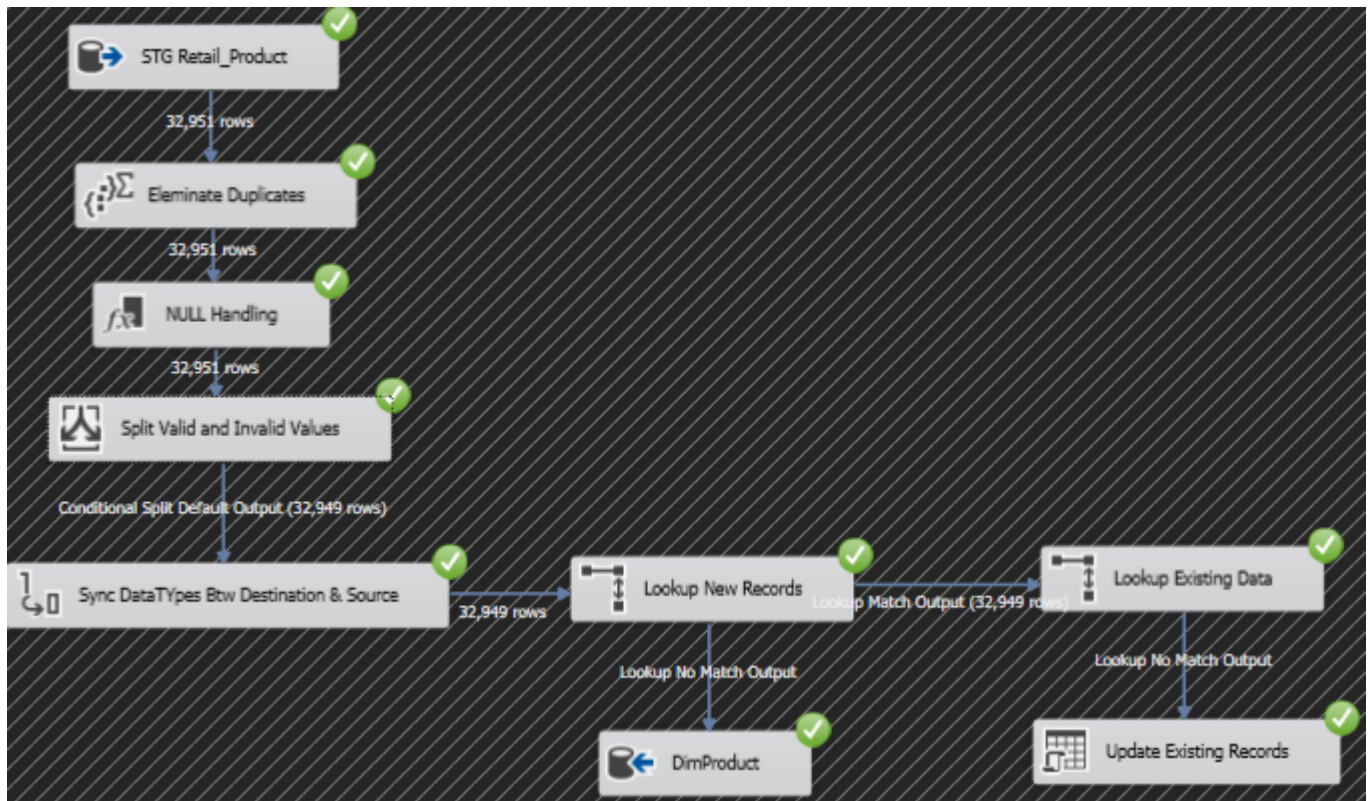 STG Retail_Product
32,951 rows
Eleminate Duplicates
32,951 rows
NULL Handling
32,951 rows
Split Valid and Invalid Values
Conditional Split Default Output (32,949 rows)
Sync DataTYpes Btw Destination & Source
32,949 rows
Lookup New Records
Lookup Match Output (32,949 rows)
Lookup Existing Data
Lookup No Match Output
Lookup No Match Output
DimProduct
Update Existing Records